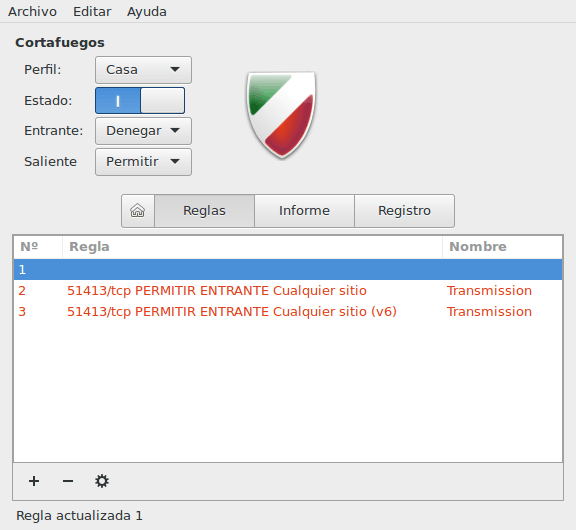 Archivo Editar Ayuda
Cortafuegos
Perfil: Casa
Estado:
Entrante: Denegar
Saliente Permitir
Reglas Informe Registro
Nº Regla Nombre
1
2 51413/tcp PERMITIR ENTRANTE Cualquier sitio Transmission
3 51413/tcp PERMITIR ENTRANTE Cualquier sitio (v6) Transmission
Regla actualizada 1